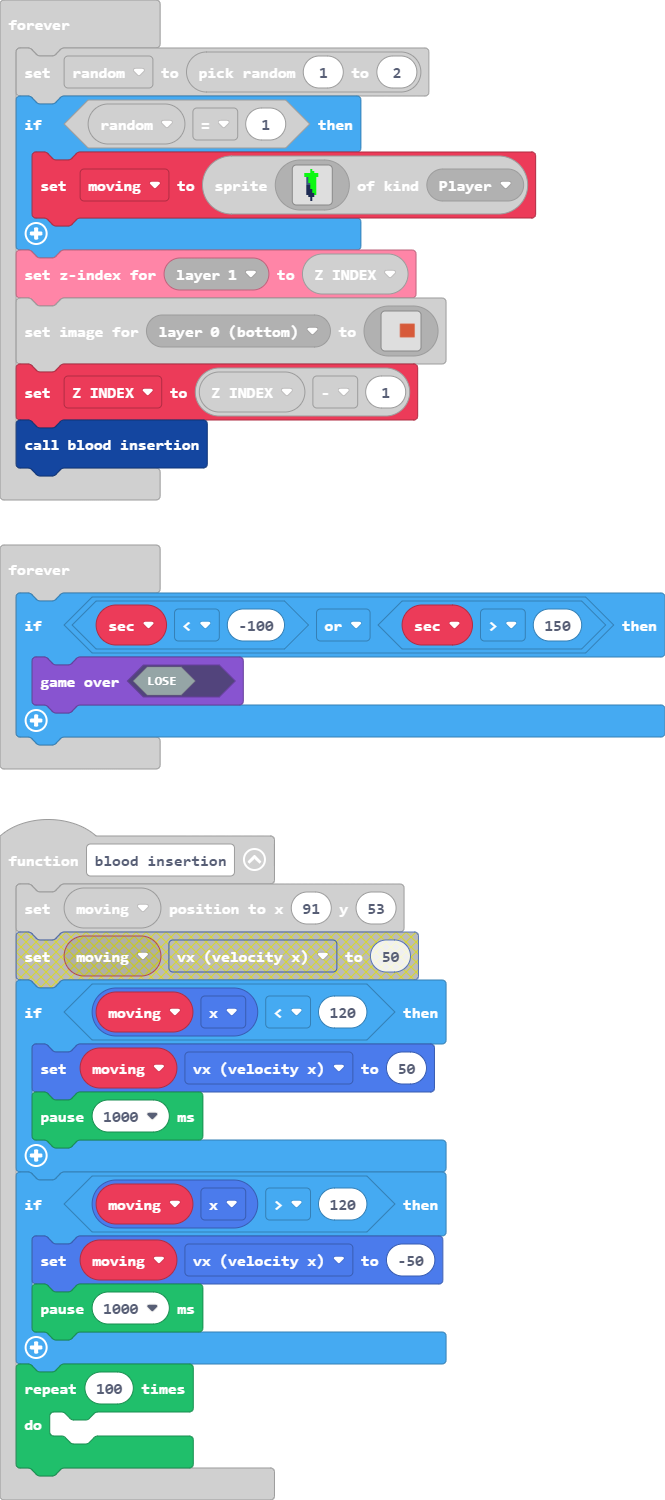 forever
set random to pick random 1 to 2
if random = 1 then
set moving to sprite of kind Player
set z-index for layer 1 to Z INDEX
set image for layer 0 (bottom) to
set Z INDEX to Z INDEX - 1
call blood insertion
forever
if sec < -100 or sec > 150 then
game over LOSE
function blood insertion
set moving position to x 91 y 53
set moving vx (velocity x) to 50
if moving x < 120 then
set moving vx (velocity x) to 50
pause 1000 ms
if moving x > 120 then
set moving vx (velocity x) to -50
pause 1000 ms
repeat 100 times
do